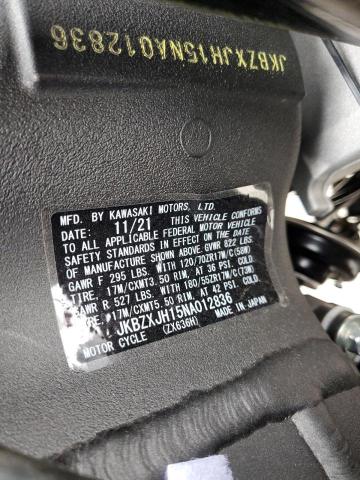 JKBZXJH15NA012836
MFD. BY KAWASAKI MOTORS, LTD.
DATE: 11/21 THIS VEHICLE CONFORMS
TO ALL APPLICABLE FEDERAL MOTOR VEHICLE
SAFETY STANDARDS IN EFFECT ON THE DATE
OF MANUFACTURE SHOWN ABOVE. GVWR 822 LBS.
GAWR F 295 LBS. WITH 120/70ZR17M/C(58W)
TIRE, 17M/CXMT3.50 RIM, AT 36 PSI. COLD
GAWR R 527 LBS. WITH 180/55ZR17M/C(73W)
TIRE, 17M/CXMT5.50 RIM, AT 42 PSI. COLD
JKBZXJH15NA012836
MOTOR CYCLE (ZX636H) MADE IN JAPAN